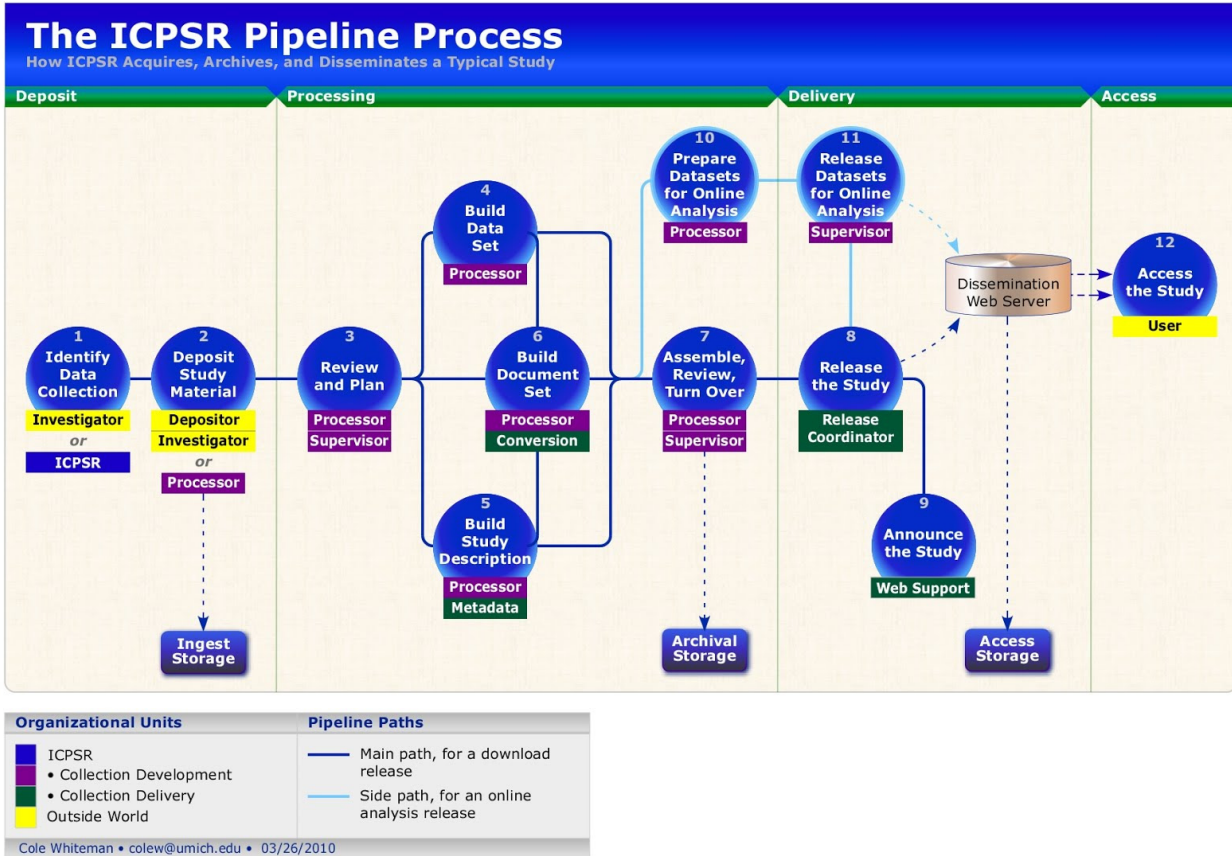 The ICPSR Pipeline Process
How ICPSR Acquires, Archives, and Disseminates a Typical Study
Deposit
Processing
Delivery
Access
1
Identify
Data
Collection
Investigator
or
ICPSR
2
Deposit
Study
Material
Depositor
Investigator
or
Processor
Ingest
Storage
3
Review
and Plan
Processor
Supervisor
4
Build
Data
Set
Processor
5
Build
Study
Description
Processor
Metadata
6
Build
Document
Set
Processor
Conversion
7
Assemble,
Review,
Turn Over
Processor
Supervisor
Archival
Storage
8
Release
the Study
Release
Coordinator
9
Announce
the Study
Web Support
10
Prepare
Datasets
for Online
Analysis
Processor
11
Release
Datasets
for Online
Analysis
Supervisor
Dissemination
Web Server
Access
Storage
12
Access
the Study
User
Organizational Units
ICPSR
• Collection Development
• Collection Delivery
Outside World
Pipeline Paths
Main path, for a download
release
Side path, for an online
analysis release
Cole Whiteman • colew@umich.edu • 03/26/2010